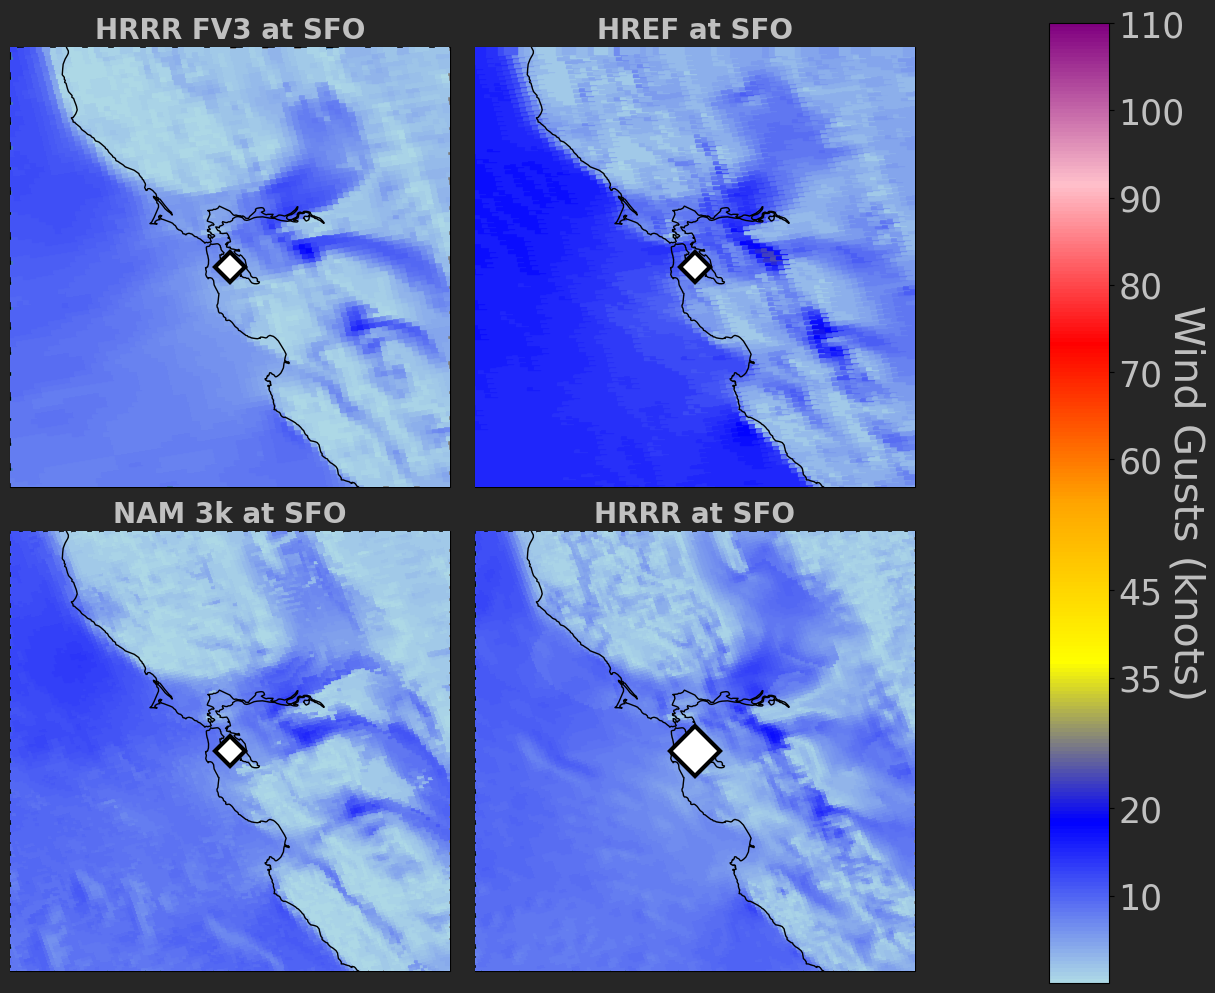 HRRR FV3 at SFO
HREF at SFO
NAM 3k at SFO
HRRR at SFO
110
100
90
80
70
60
45
35
20
10
Wind Gusts (knots)